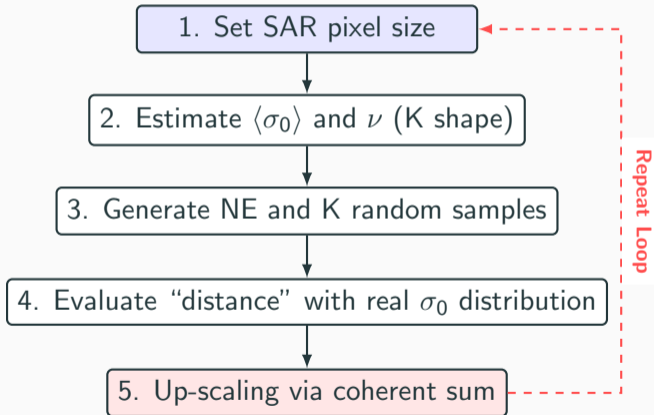 1. Set SAR pixel size
2. Estimate ⟨σ₀⟩ and ν (K shape)
3. Generate NE and K random samples
4. Evaluate “distance” with real σ₀ distribution
5. Up-scaling via coherent sum
Repeat Loop